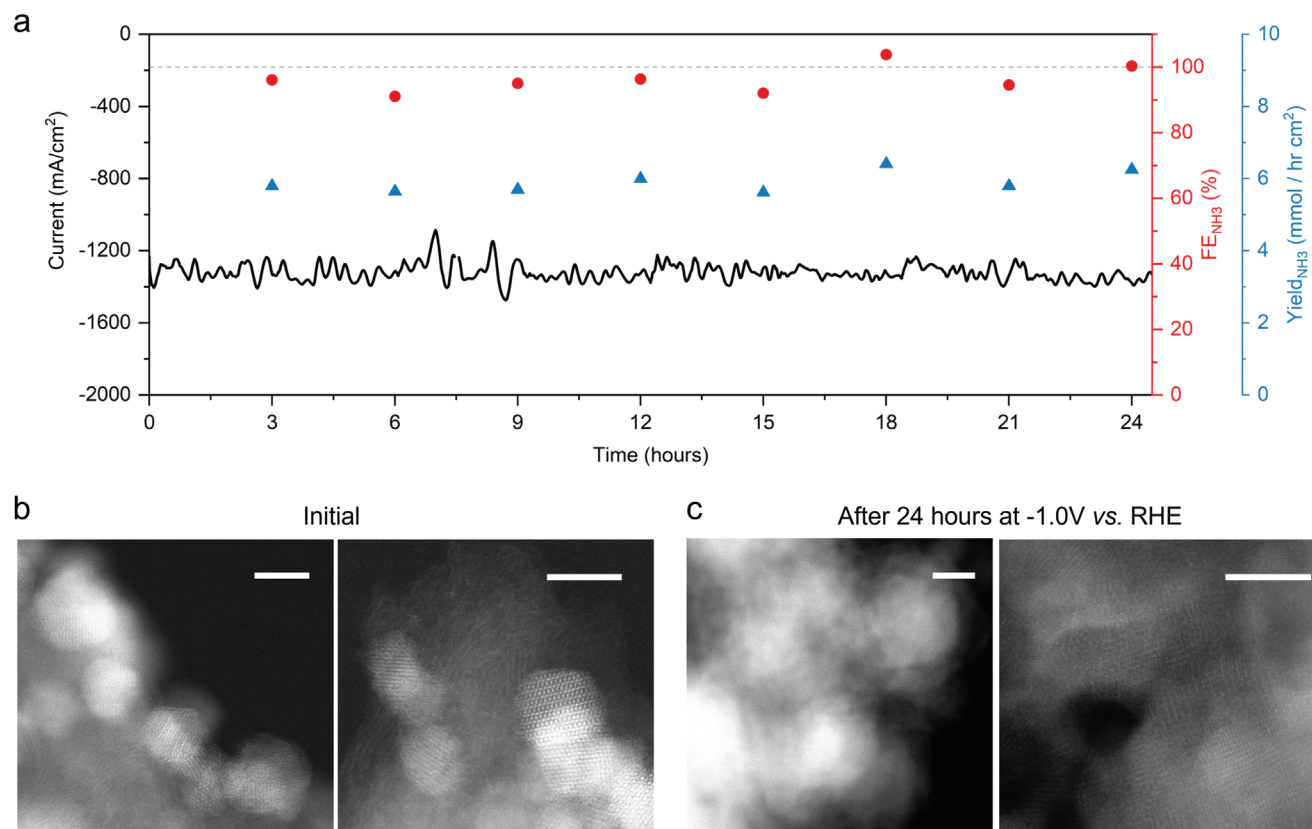 a
0
-400
-800
-1200
-1600
-2000
Current (mA/cm²)
0 3 6 9 12 15 18 21 24
Time (hours)
100
80
60
40
20
0
FE_NH3 (%)
10
8
6
4
2
0
Yield_NH3 (mmol / hr cm²)
b
Initial
c
After 24 hours at -1.0V vs. RHE